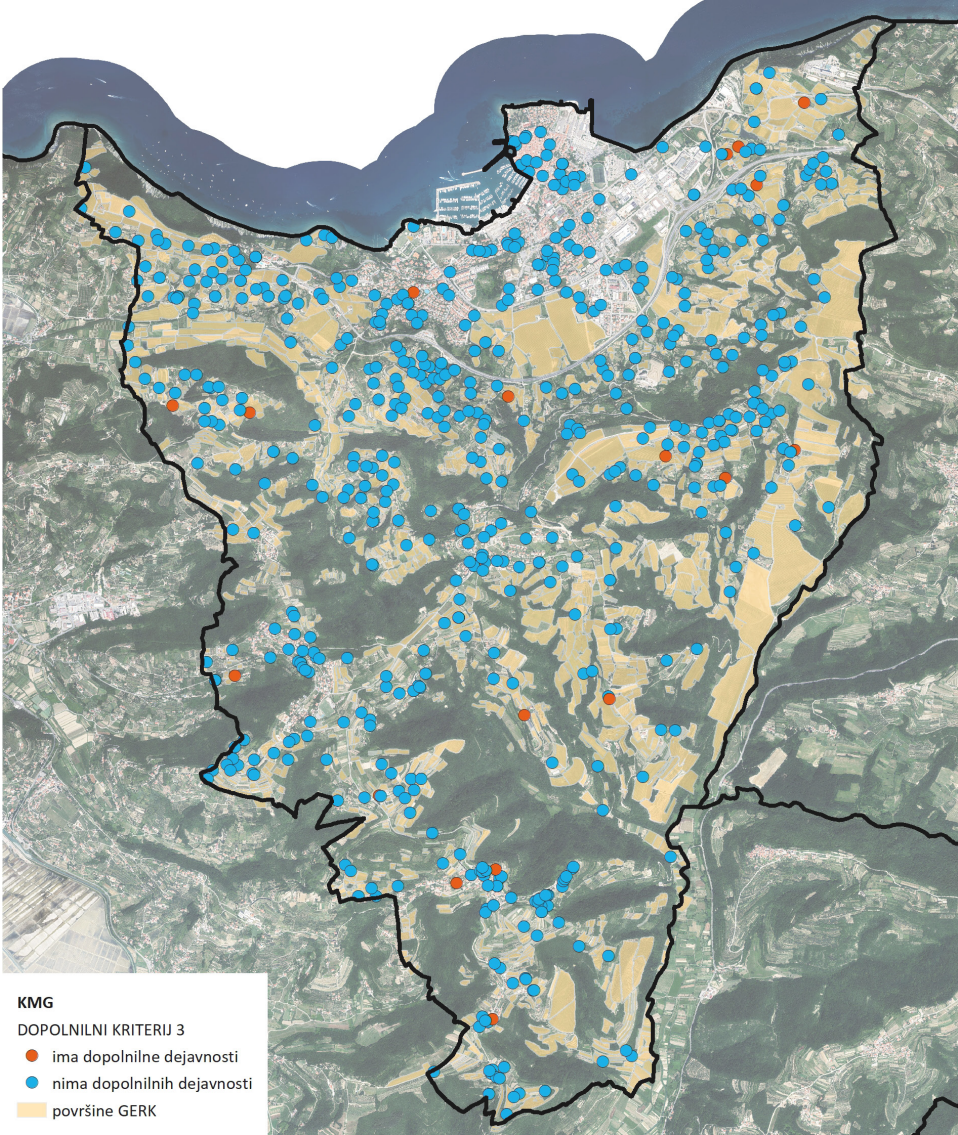 KMG
DOPOLNILNI KRITERIJ 3
ima dopolnilne dejavnosti
nima dopolnilnih dejavnosti
površine GERK